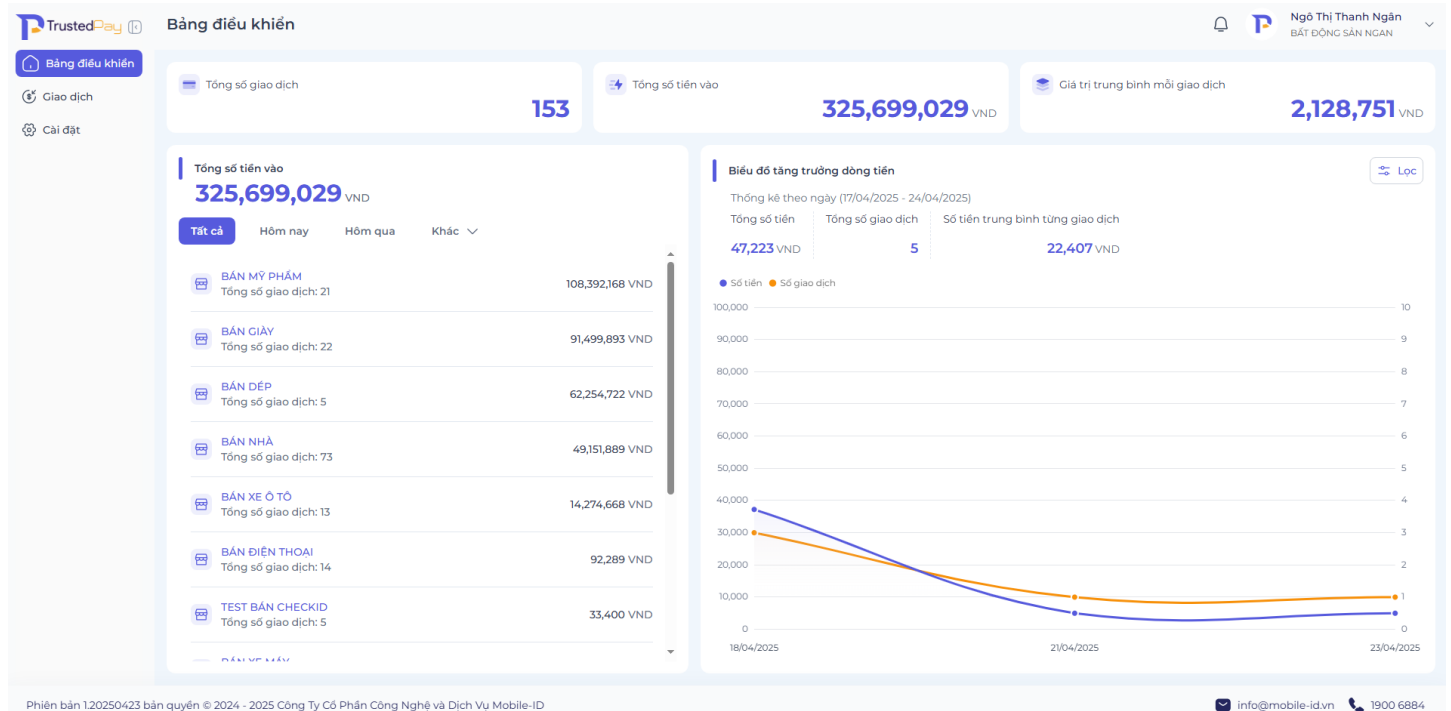 TrustedPay
Bảng điều khiển
Ngô Thị Thanh Ngân
BẤT ĐỘNG SẢN NGAN
Bảng điều khiển
Giao dịch
Cài đặt
Tổng số giao dịch
153
Tổng số tiền vào
325,699,029 VND
Giá trị trung bình mỗi giao dịch
2,128,751 VND
Tổng số tiền vào
325,699,029 VND
Tất cả Hôm nay Hôm qua Khác
BÁN MỸ PHẨM
Tổng số giao dịch: 21
108,392,168 VND
BÁN GIÀY
Tổng số giao dịch: 22
91,499,893 VND
BÁN DÉP
Tổng số giao dịch: 5
62,254,722 VND
BÁN NHÀ
Tổng số giao dịch: 73
49,151,889 VND
BÁN XE Ô TÔ
Tổng số giao dịch: 13
14,274,668 VND
BÁN ĐIỆN THOẠI
Tổng số giao dịch: 14
92,289 VND
TEST BÁN CHECKID
Tổng số giao dịch: 5
33,400 VND
BÁN XE MÁY
Biểu đồ tăng trưởng dòng tiền
Lọc
Thống kê theo ngày (17/04/2025 - 24/04/2025)
Tổng số tiền Tổng số giao dịch Số tiền trung bình từng giao dịch
47,223 VND 5 22,407 VND
Số tiền Số giao dịch
100,000 10
90,000 9
80,000 8
70,000 7
60,000 6
50,000 5
40,000 4
30,000 3
20,000 2
10,000 1
0 0
18/04/2025 21/04/2025 23/04/2025
Phiên bản 1.20250423 bản quyền © 2024 - 2025 Công Ty Cổ Phần Công Nghệ và Dịch Vụ Mobile-ID
info@mobile-id.vn 1900 6884